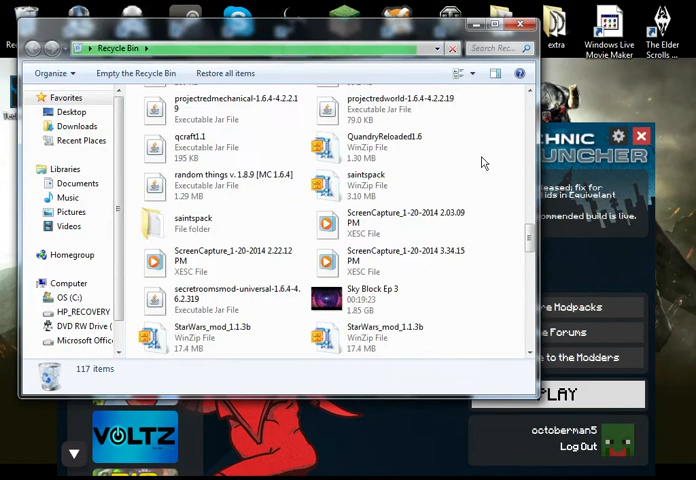 extra
Windows Live
Movie Maker
The Elder
Scrolls ...
Recycle Bin
Search Rec...
Organize
Empty the Recycle Bin
Restore all items
Favorites
Desktop
Downloads
Recent Places
Libraries
Documents
Music
Pictures
Videos
Homegroup
Computer
OS (C:)
HP_RECOVERY
DVD RW Drive (
Microsoft Offic
projectredmechanical-1.6.4-4.2.2.1
9
Executable Jar File
projectredworld-1.6.4-4.2.2.19
Executable Jar File
79.0 KB
qcraft1.1
Executable Jar File
195 KB
QuandryReloaded1.6
WinZip File
1.30 MB
random things v. 1.8.9 [MC 1.6.4]
Executable Jar File
1.29 MB
saintspack
WinZip File
3.10 MB
saintspack
File folder
ScreenCapture_1-20-2014 2.03.09
PM
XESC File
ScreenCapture_1-20-2014 2.22.12
PM
XESC File
ScreenCapture_1-20-2014 3.34.15
PM
XESC File
secretroomsmod-universal-1.6.4-4.
6.2.319
Executable Jar File
Sky Block Ep 3
00:19:23
1.85 GB
StarWars_mod_1.1.3b
WinZip File
17.4 MB
StarWars_mod_1.1.3b
WinZip File
17.4 MB
117 items
HNIC
UNCHER
eleased; fix for
ids in Equivelant
ommended build is live.
re Modpacks
e Forums
e to the Modders
PLAY
octoberman5
Log Out
VOLTZ